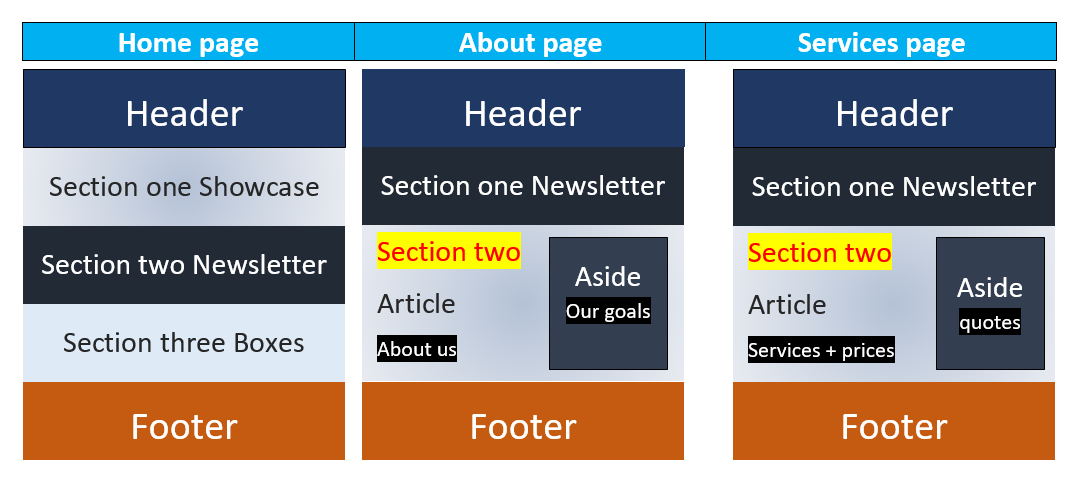 Home page
About page
Services page
Header
Section one Showcase
Section two Newsletter
Section three Boxes
Footer
Header
Section one Newsletter
Section two
Article
About us
Aside
Our goals
Footer
Header
Section one Newsletter
Section two
Article
Services + prices
Aside
quotes
Footer